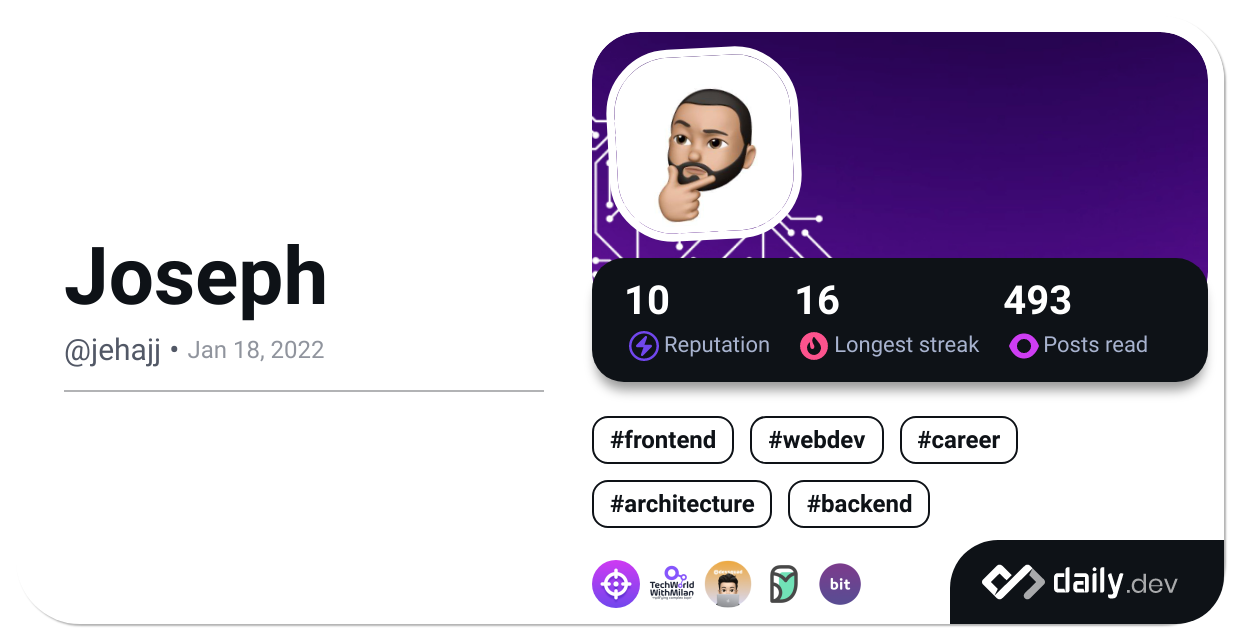 Joseph
@jehajj • Jan 18, 2022
10 16 493
Reputation Longest streak Posts read
#frontend #webdev #career
#architecture #backend
TechWorld
WithMilan
bit
daily.dev